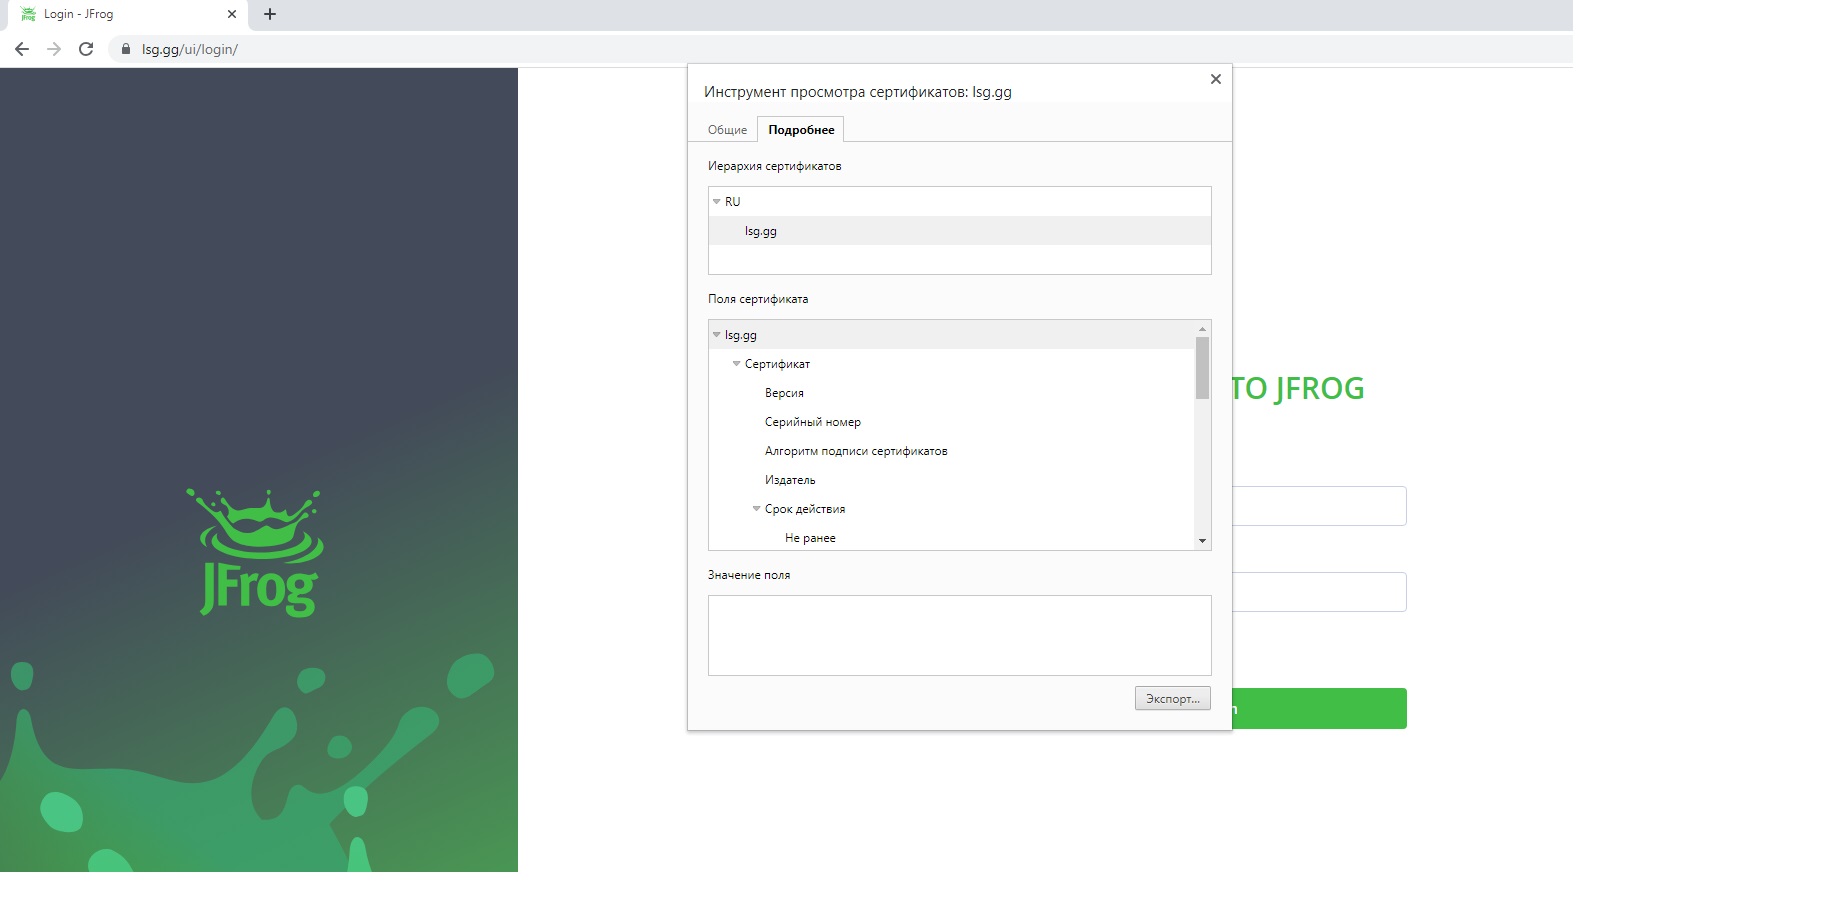 Login - JFrog
lsg.gg/ui/login/
Инструмент просмотра сертификатов: lsg.gg
Общие
Подробнее
Иерархия сертификатов
RU
lsg.gg
Поля сертификата
lsg.gg
Сертификат
Версия
Серийный номер
Алгоритм подписи сертификатов
Издатель
Срок действия
Не ранее
Значение поля
Экспорт...
TO JFROG
JFrog